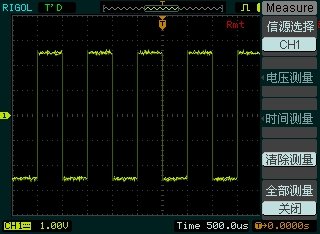 RIGOL T'D T Measure
Rmt
信源选择
CH1
电压测量
时间测量
清除测量
全部测量
关闭
1
T
CH1 1.00V Time 500.0us T→0.0000s